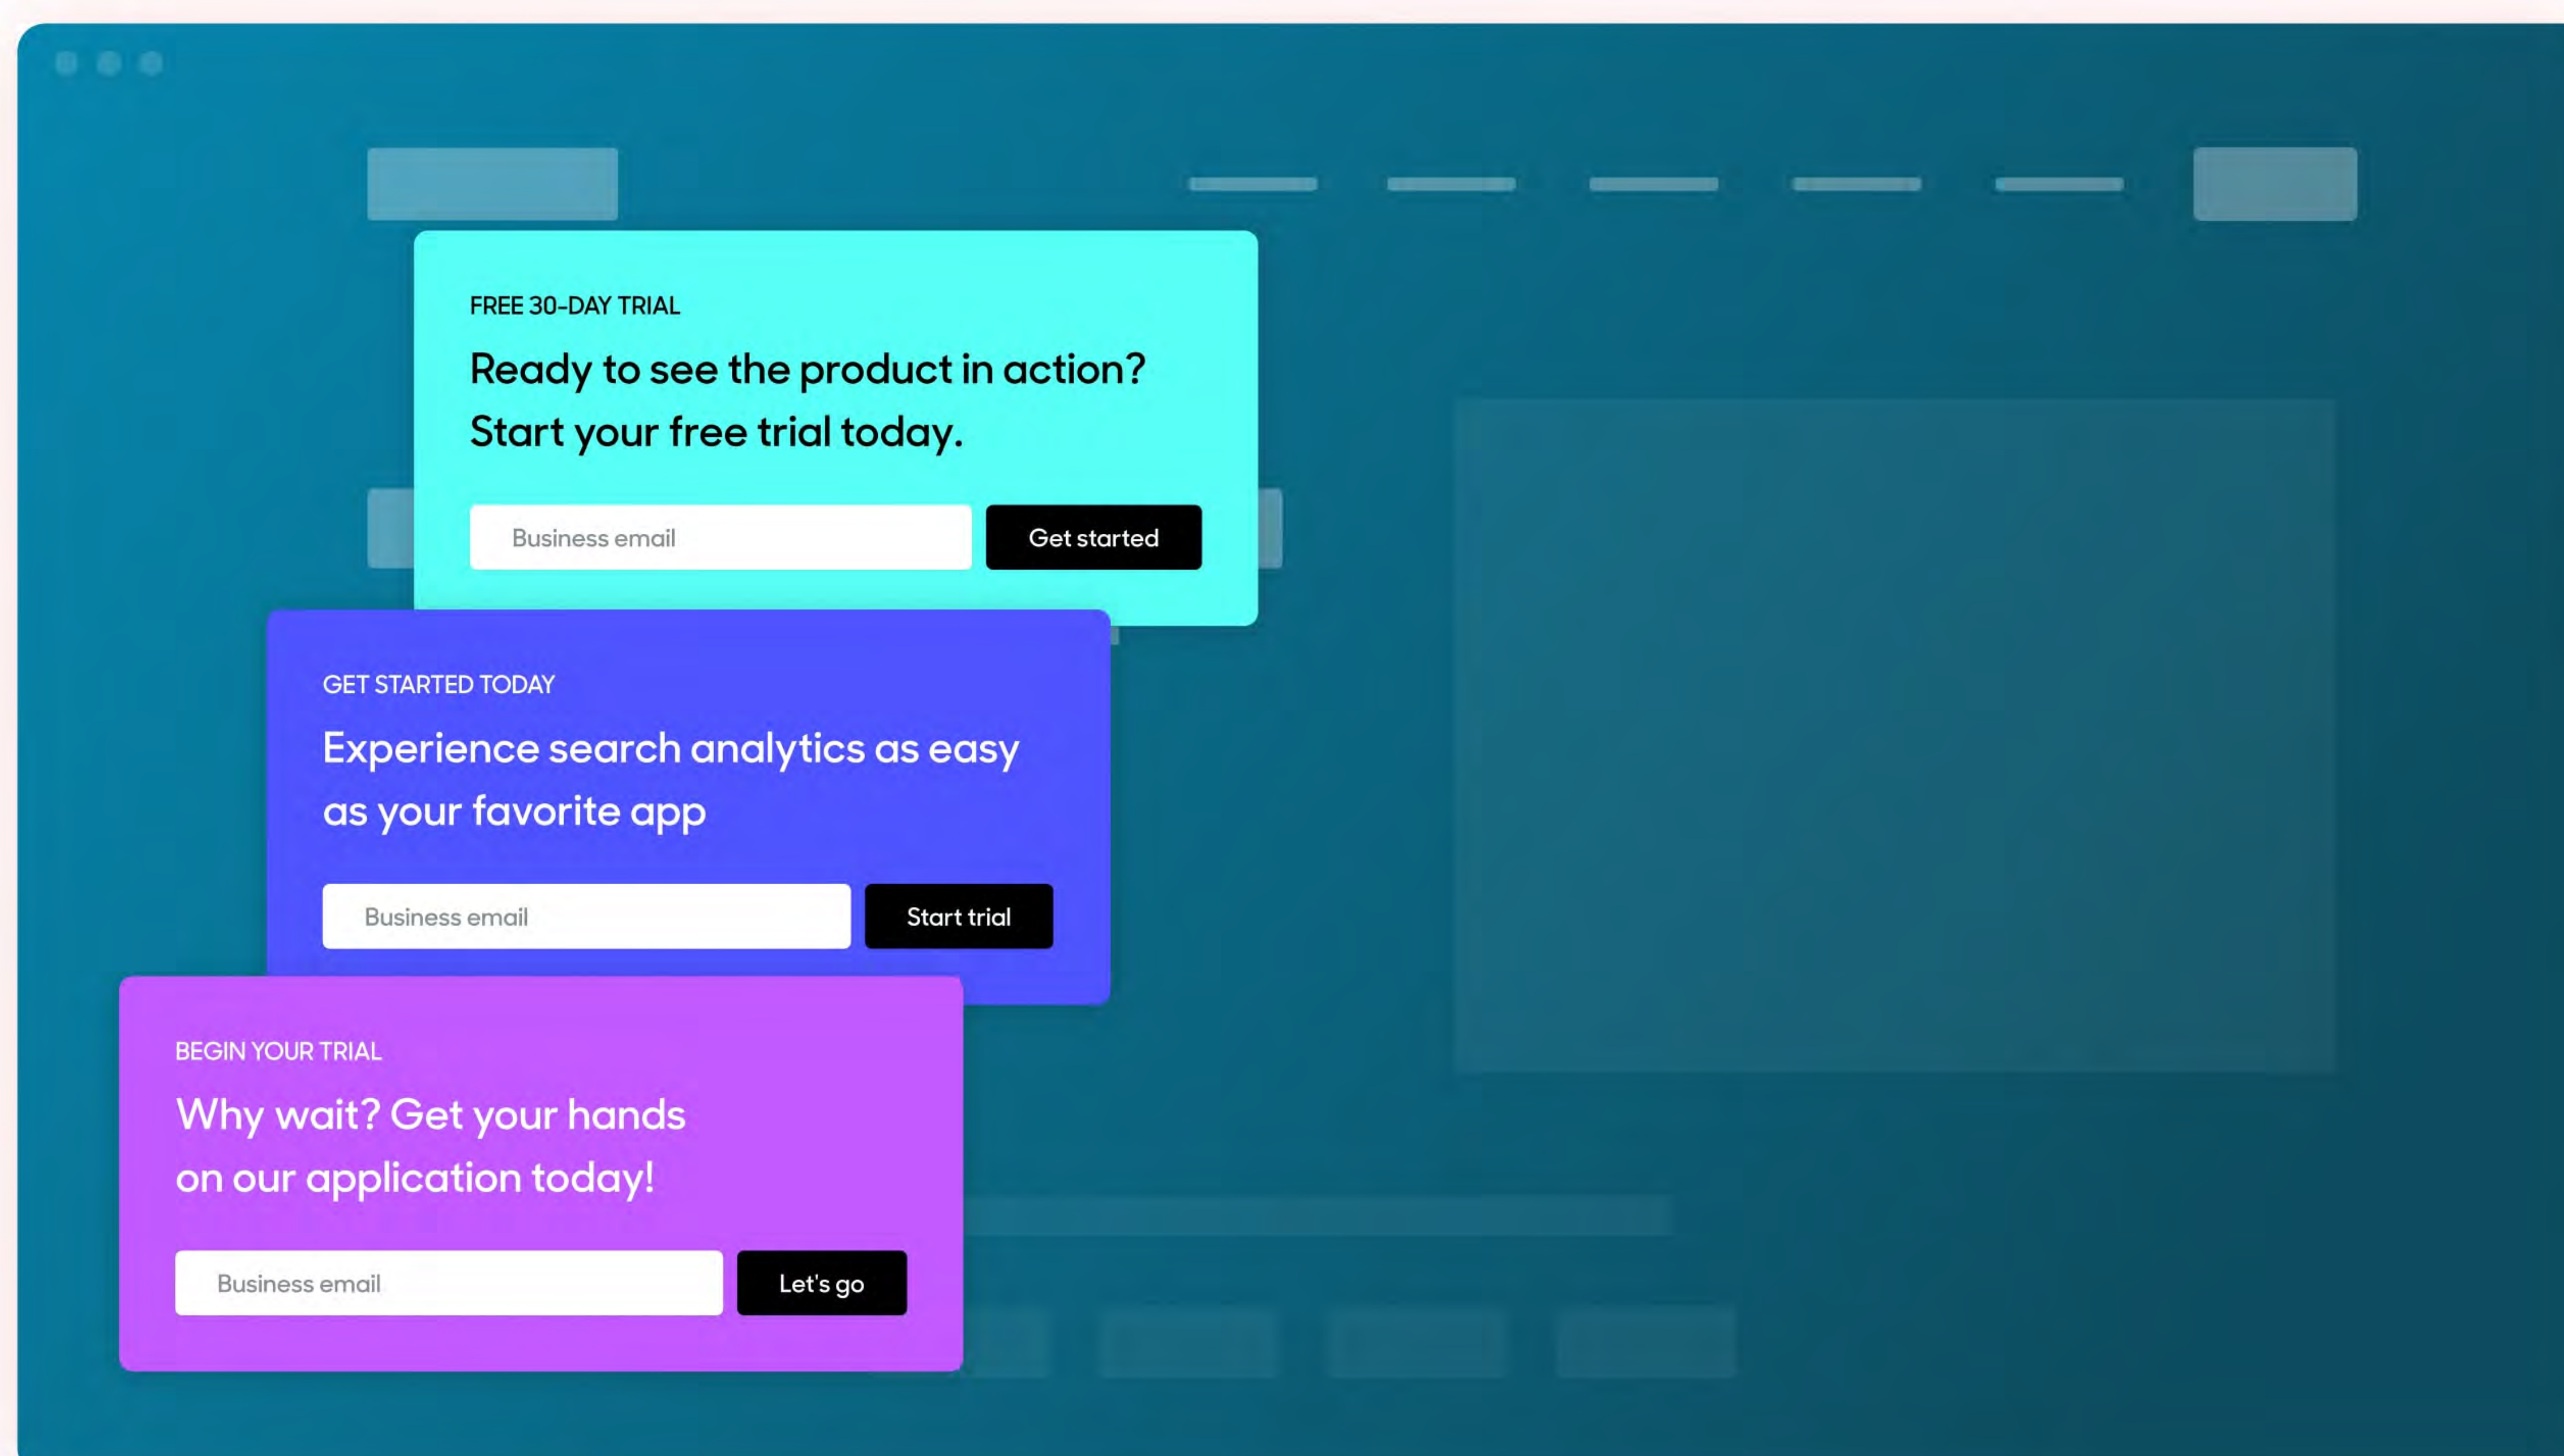 FREE 30-DAY TRIAL
Ready to see the product in action?
Start your free trial today.
Business email
Get started
GET STARTED TODAY
Experience search analytics as easy
as your favorite app
Business email
Start trial
BEGIN YOUR TRIAL
Why wait? Get your hands
on our application today!
Business email
Let's go